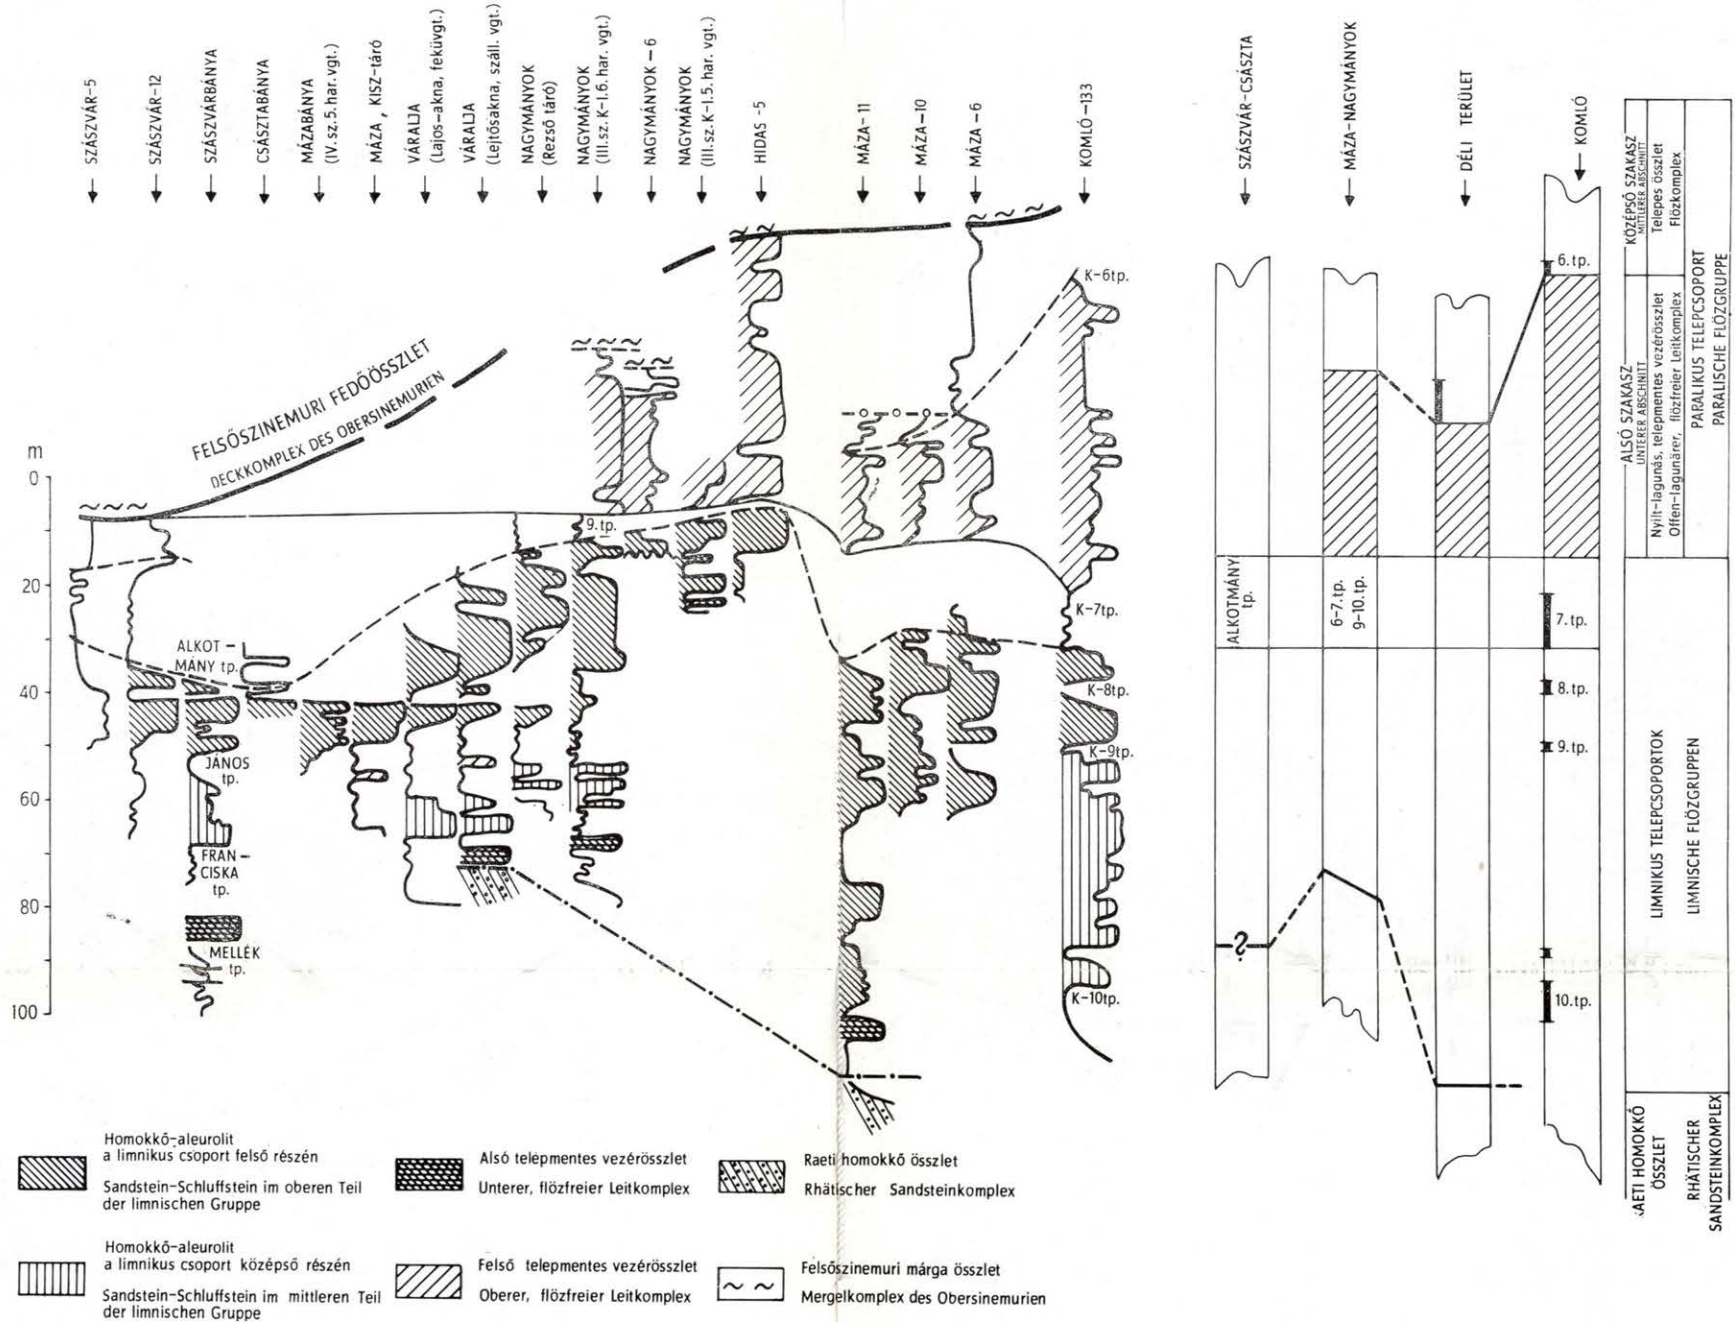 SZÁSZVÁR-5
SZÁSZVÁR-12
SZÁSZVÁRBÁNYA
CSÁSZTABÁNYA
MÁZABÁNYA
(IV. sz. 5. har. vgt.)
MÁZA, KISZ-táró
VÁRALJA
(Lajos-akna, feküvgt.)
VÁRALJA
(Lejtősakna, száll. vgt.)
NAGYMÁNYOK
(Rezső táró)
NAGYMÁNYOK
(III. sz. K-I. 6. har. vgt.)
NAGYMÁNYOK - 6
NAGYMÁNYOK
(III. sz. K-I. 5. har. vgt.)
HIDAS -5
MÁZA- 11
MÁZA-10
MÁZA -6
KOMLÓ-133
SZÁSZVÁR-CSÁSZTA
MÁZA-NAGYMÁNYOK
DÉLI TERÜLET
KOMLÓ
FELSŐSZINEMURI FEDŐÖSSZLET
DECKKOMPLEX DES OBERSINEMURIEN
m
0
20
40
60
80
100
ALKOT-
MÁNY tp.
JÁNOS
tp.
FRAN-
CISKA
tp.
MELLÉK
tp.
9. tp.
K-6tp.
K-7tp.
K-8tp.
K-9tp.
K-10tp.
ALKOTMÁNY
tp.
6-7. tp.
9-10. tp.
6. tp.
7. tp.
8. tp.
9. tp.
10. tp.
KÖZÉPSŐ SZAKASZ
MITTLERER ABSCHNITT
Telepes összlet
Flözkomplex
ALSÓ SZAKASZ
UNTERER ABSCHNITT
Nyílt-lagunás, telepmentes vezérösszlet
Offen-lagunärer, flözfreier Leitkomplex
PARALIKUS TELEPCSOPORT
PARALISCHE FLÖZGRUPPE
LIMNIKUS TELEPCSOPORTOK
LIMNISCHE FLÖZGRUPPEN
RAETI HOMOKKŐ
ÖSSZLET
RHÄTISCHER
SANDSTEINKOMPLEX
Homokkő-aleurolit
a limnikus csoport felső részén
Sandstein-Schluffstein im oberen Teil
der limnischen Gruppe
Alsó telepmentes vezérösszlet
Unterer, flözfreier Leitkomplex
Raeti homokkő összlet
Rhätischer Sandsteinkomplex
Homokkő-aleurolit
a limnikus csoport középső részén
Sandstein-Schluffstein im mittleren Teil
der limnischen Gruppe
Felső telepmentes vezérösszlet
Oberer, flözfreier Leitkomplex
Felsőszinemuri márga összlet
Mergelkomplex des Obersinemurien